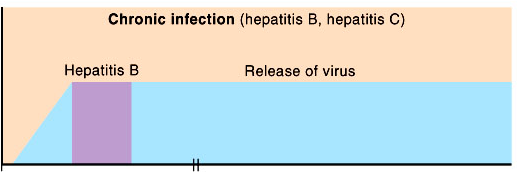 Chronic infection (hepatitis B, hepatitis C)
Hepatitis B
Release of virus